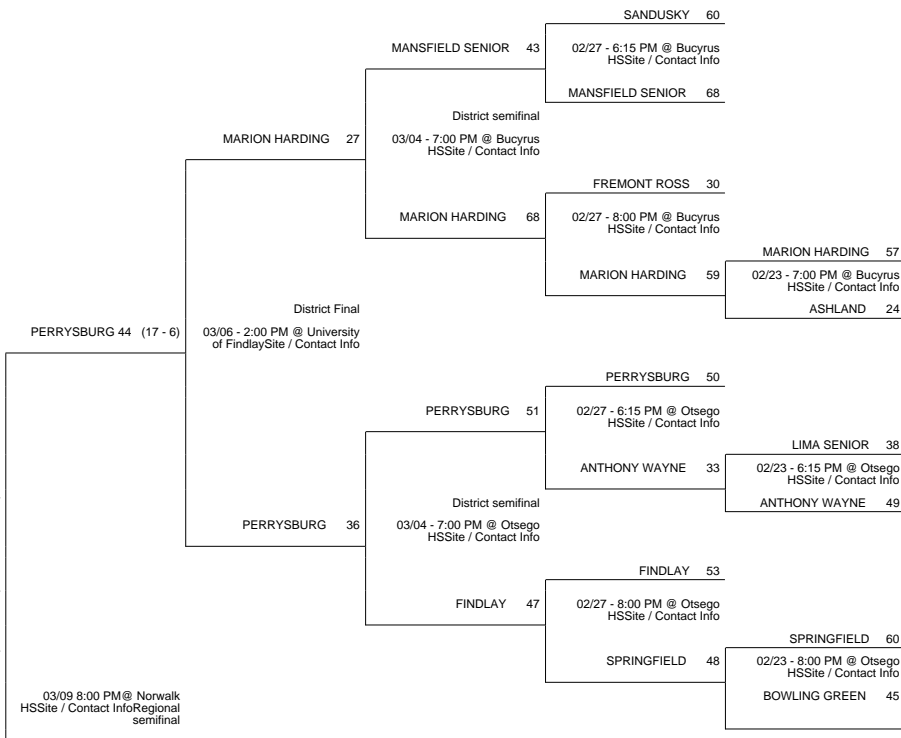 SANDUSKY 60
MANSFIELD SENIOR 43
02/27 - 6:15 PM @ Bucyrus
HSSite / Contact Info
MANSFIELD SENIOR 68
District semifinal
MARION HARDING 27
03/04 - 7:00 PM @ Bucyrus
HSSite / Contact Info
FREMONT ROSS 30
MARION HARDING 68
02/27 - 8:00 PM @ Bucyrus
HSSite / Contact Info
MARION HARDING 57
MARION HARDING 59
02/23 - 7:00 PM @ Bucyrus
HSSite / Contact Info
ASHLAND 24
District Final
PERRYSBURG 44 (17 - 6)
03/06 - 2:00 PM @ University
of FindlaySite / Contact Info
PERRYSBURG 50
PERRYSBURG 51
02/27 - 6:15 PM @ Otsego
HSSite / Contact Info
LIMA SENIOR 38
ANTHONY WAYNE 33
02/23 - 6:15 PM @ Otsego
HSSite / Contact Info
ANTHONY WAYNE 49
District semifinal
PERRYSBURG 36
03/04 - 7:00 PM @ Otsego
HSSite / Contact Info
FINDLAY 53
FINDLAY 47
02/27 - 8:00 PM @ Otsego
HSSite / Contact Info
SPRINGFIELD 60
SPRINGFIELD 48
02/23 - 8:00 PM @ Otsego
HSSite / Contact Info
BOWLING GREEN 45
03/09 8:00 PM@ Norwalk
HSSite / Contact InfoRegional
semifinal